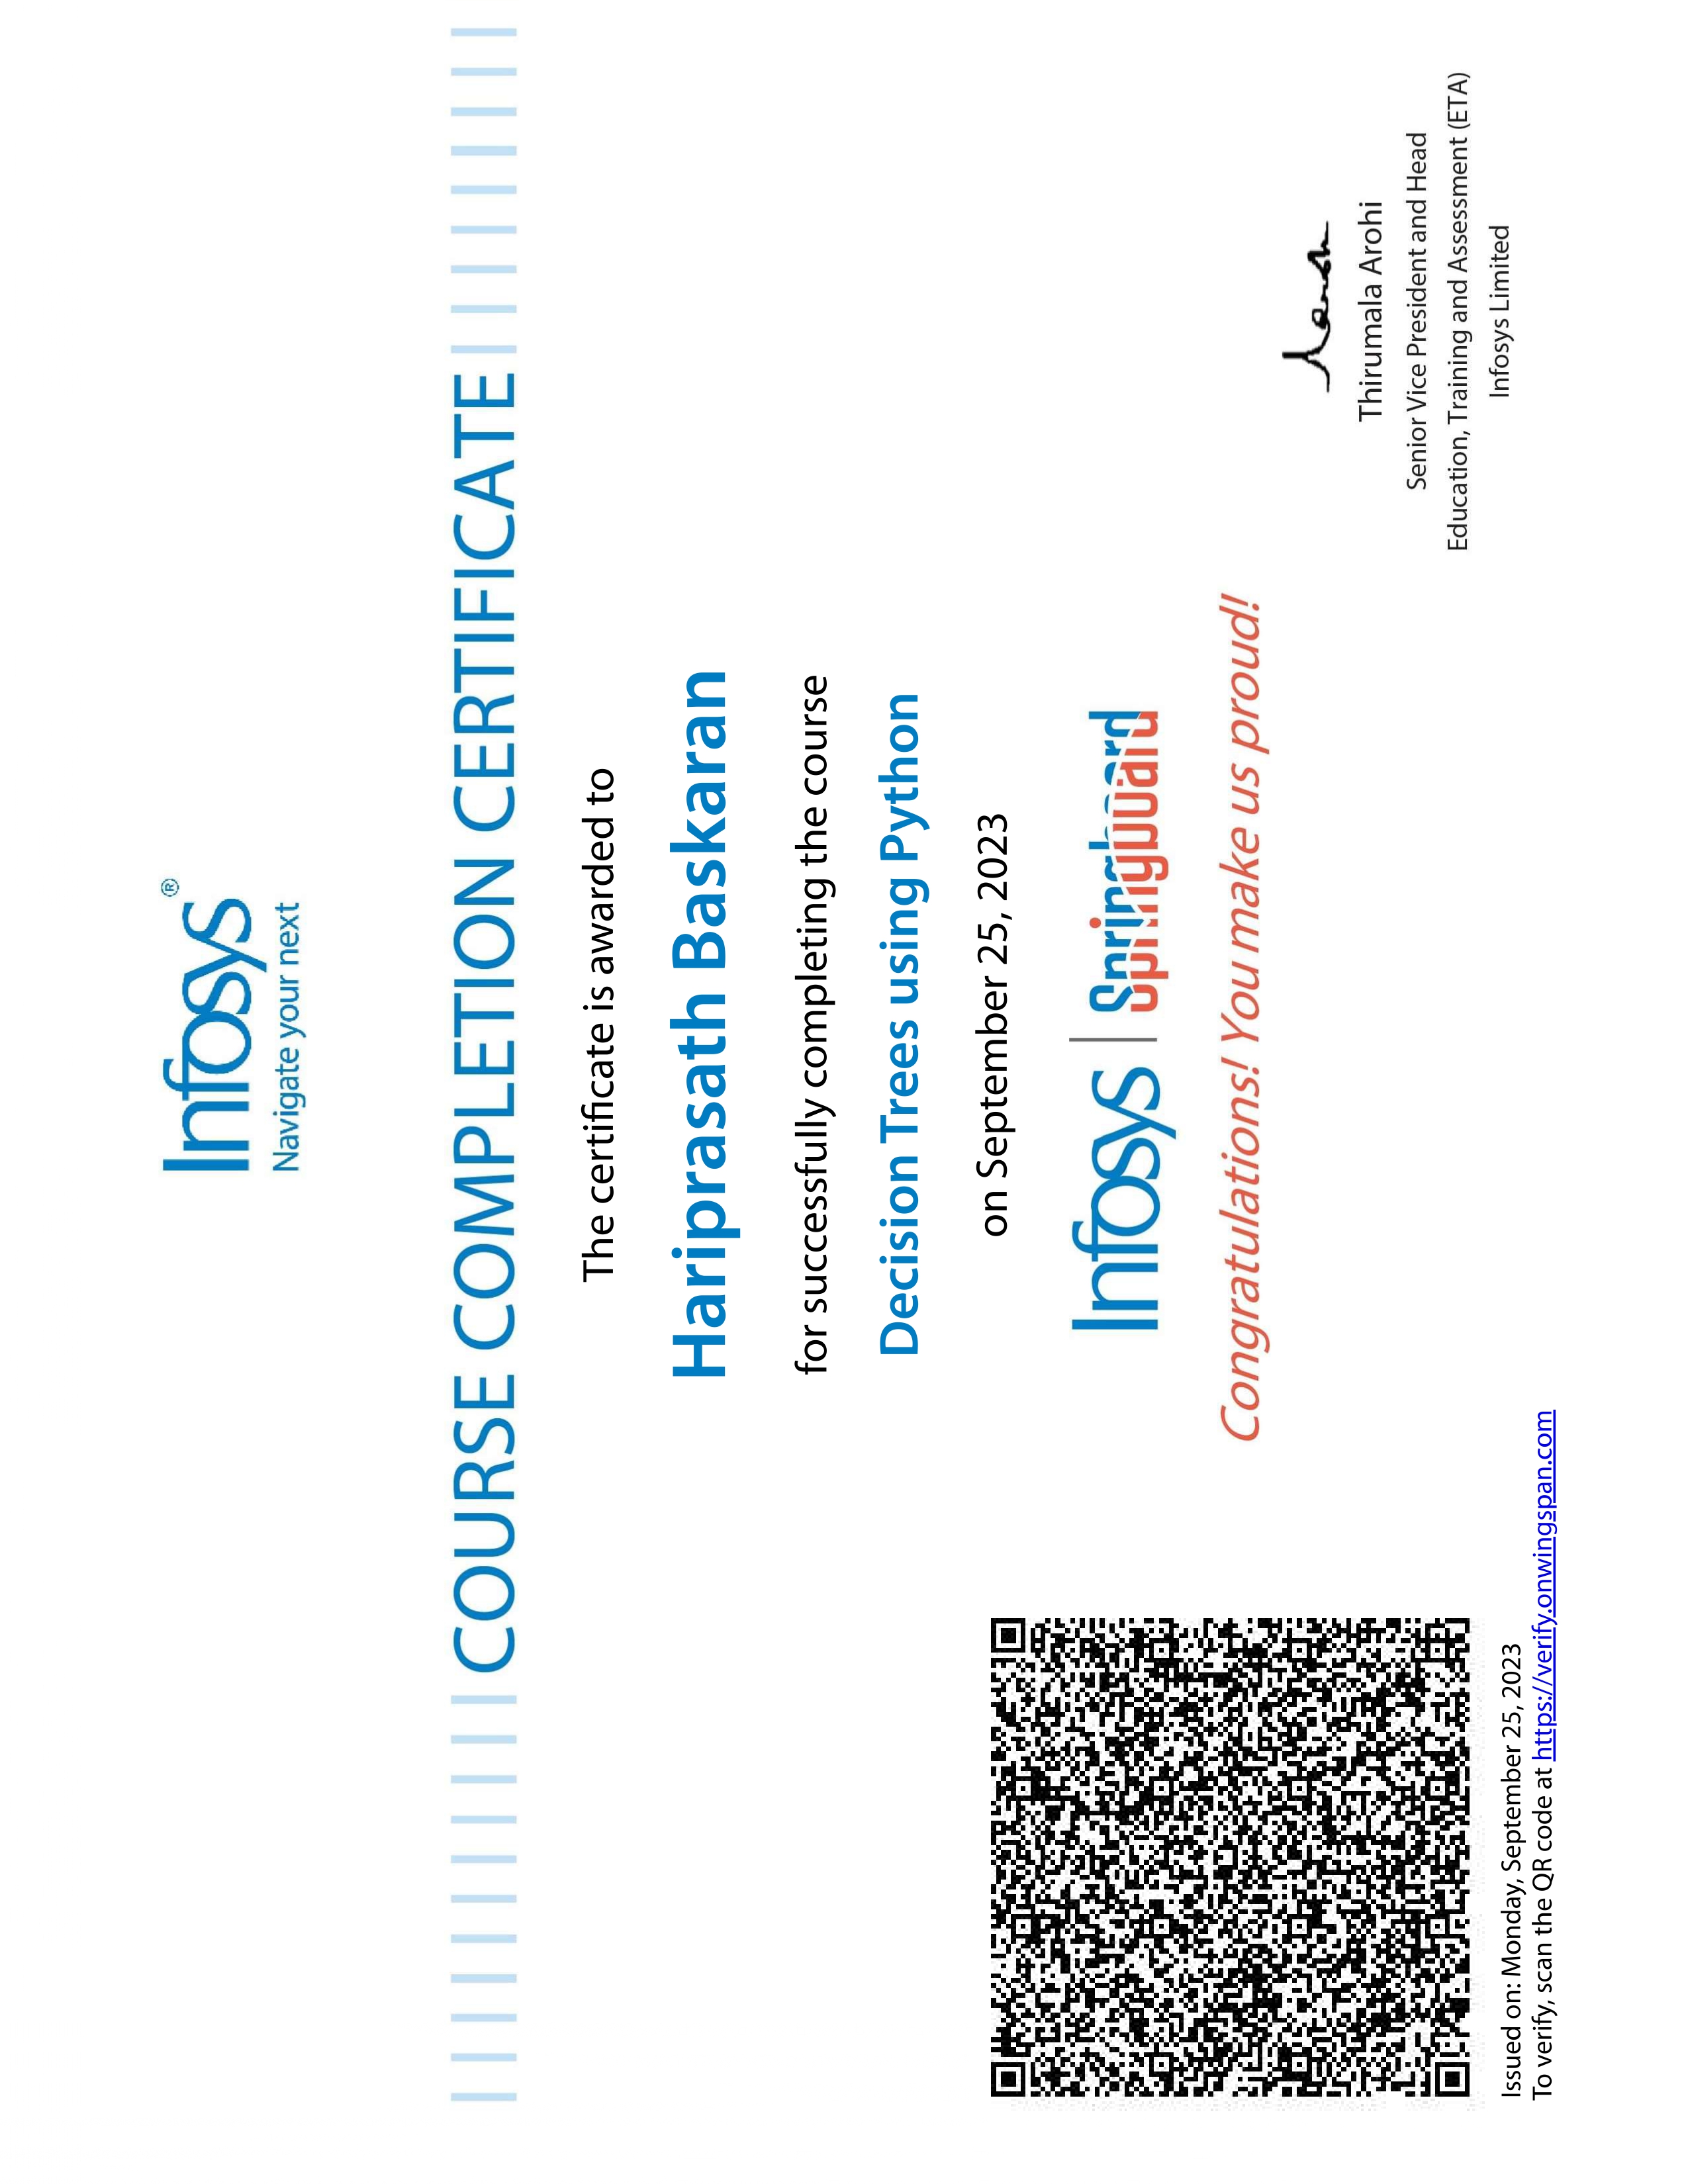 Infosys®
Navigate your next
COURSE COMPLETION CERTIFICATE
The certificate is awarded to
Hariprasath Baskaran
for successfully completing the course
Decision Trees using Python
on September 25, 2023
Infosys | Springboard
Congratulations! You make us proud!
Thirumala Arohi
Senior Vice President and Head
Education, Training and Assessment (ETA)
Infosys Limited
Issued on: Monday, September 25, 2023
To verify, scan the QR code at https://verify.onwingspan.com